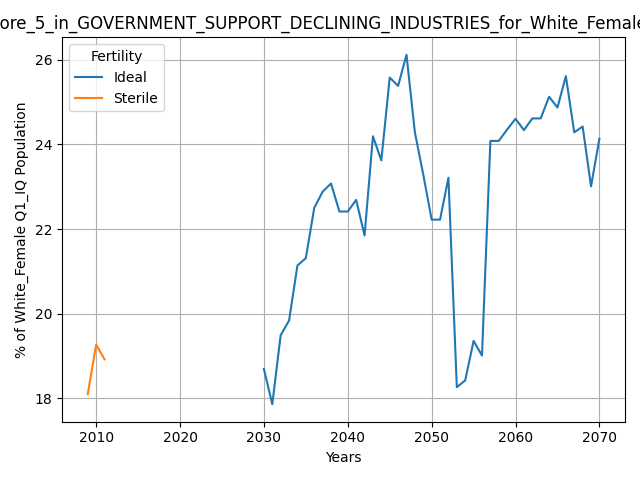 ore_5_in_GOVERNMENT_SUPPORT_DECLINING_INDUSTRIES_for_White_Female
Fertility
Ideal
Sterile
% of White_Female Q1_IQ Population
26
24
22
20
18
2010 2020 2030 2040 2050 2060 2070
Years